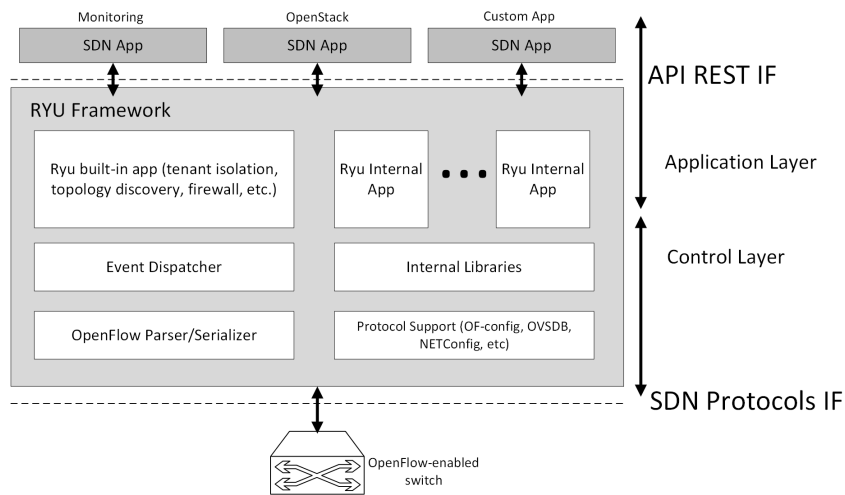 Monitoring
OpenStack
Custom App
SDN App
SDN App
SDN App
API REST IF
RYU Framework
Ryu built-in app (tenant isolation,
topology discovery, firewall, etc.)
Ryu Internal
App
Ryu Internal
App
Application Layer
Event Dispatcher
Internal Libraries
Control Layer
OpenFlow Parser/Serializer
Protocol Support (OF-config, OVSDB,
NETConfig, etc)
SDN Protocols IF
OpenFlow-enabled
switch